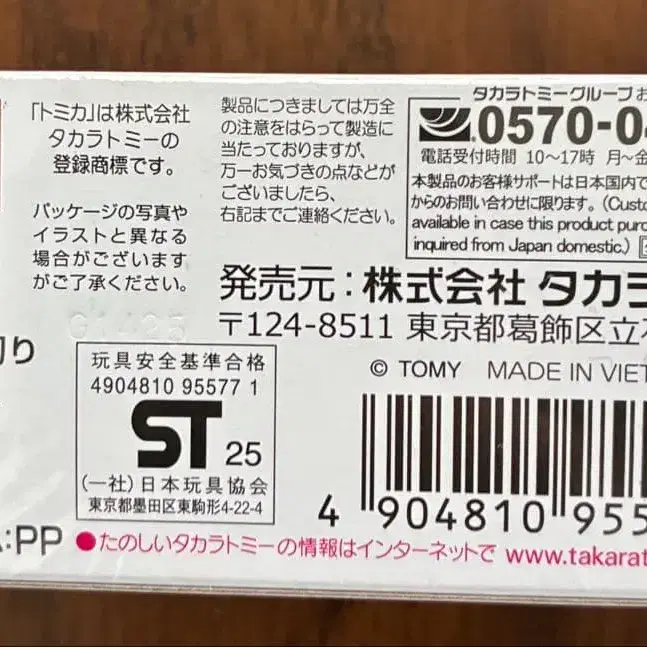 「トミカ」は株式会社
タカラトミーの
登録商標です。
パッケージの写真や
イラストと異なる
場合がございます
がご了承ください。
製品につきましては万全
の注意をはらって製造に
当たっておりますが、
万一お気づきの点などが
ございましたら、
右記までご連絡ください。
タカラトミーグループお
0570-04
電話受付時間 10〜17時 月〜金
本製品のお客様サポートは日本国内で
からのお問い合わせに限ります。(Custo
available in case this product purc
inquired from Japan domestic.)
発売元:株式会社 タカラ
〒124-8511 東京都葛飾区立
© TOMY MADE IN VIET
切り
玩具安全基準合格
4904810 95577 1
ST 25
(一社)日本玩具協会
東京都墨田区東駒形4-22-4
4 904810 955
:PP
●たのしいタカラトミーの情報はインターネットで www.takarat